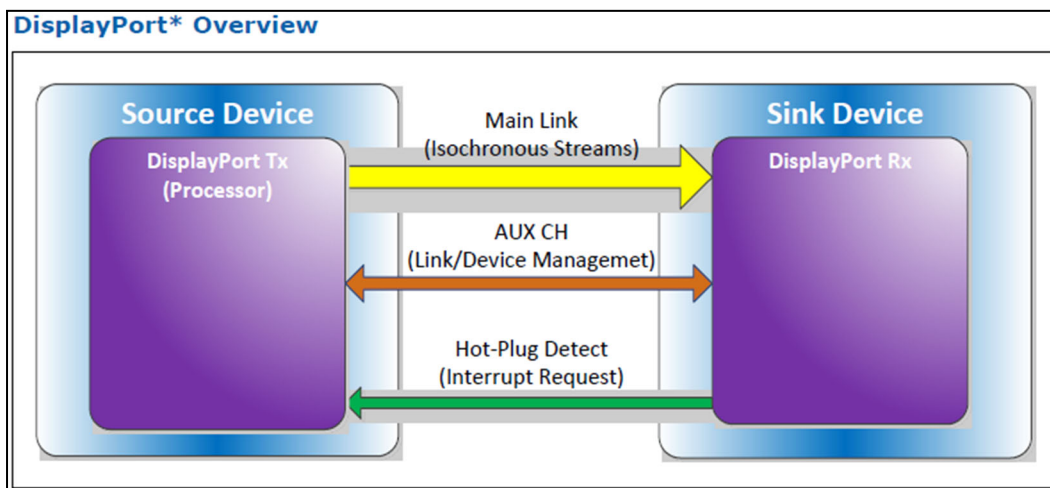 DisplayPort* Overview
Source Device
DisplayPort Tx
(Processor)
Main Link
(Isochronous Streams)
AUX CH
(Link/Device Managemet)
Hot-Plug Detect
(Interrupt Request)
Sink Device
DisplayPort Rx